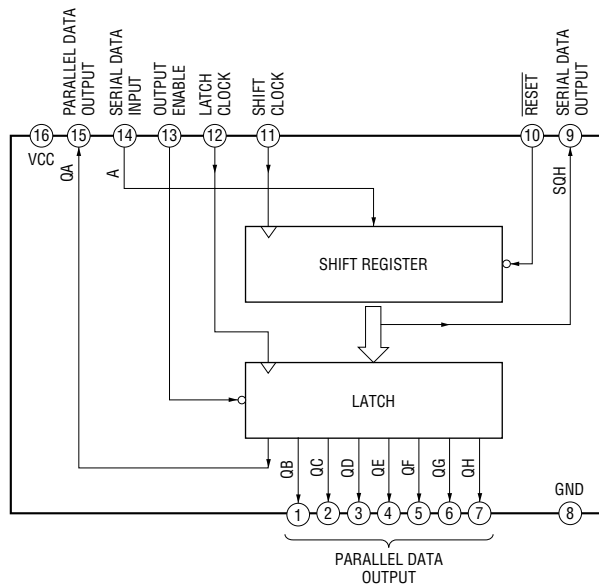 PARALLEL DATA
OUTPUT
SERIAL DATA
INPUT
OUTPUT
ENABLE
LATCH
CLOCK
SHIFT
CLOCK
RESET
SERIAL DATA
OUTPUT
16
15
14
13
12
11
10
9
VCC
QA
A
SQH
SHIFT REGISTER
LATCH
QB
QC
QD
QE
QF
QG
QH
GND
1
2
3
4
5
6
7
8
PARALLEL DATA
OUTPUT